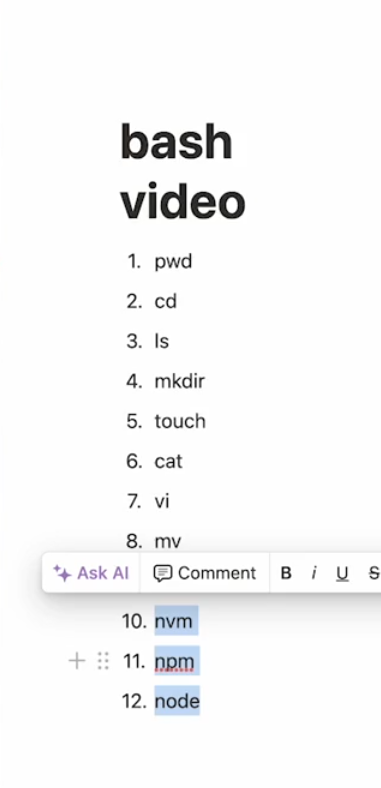 bash
video
1. pwd
2. cd
3. ls
4. mkdir
5. touch
6. cat
7. vi
8. mv
Ask AI Comment B i U S
10. nvm
11. npm
12. node